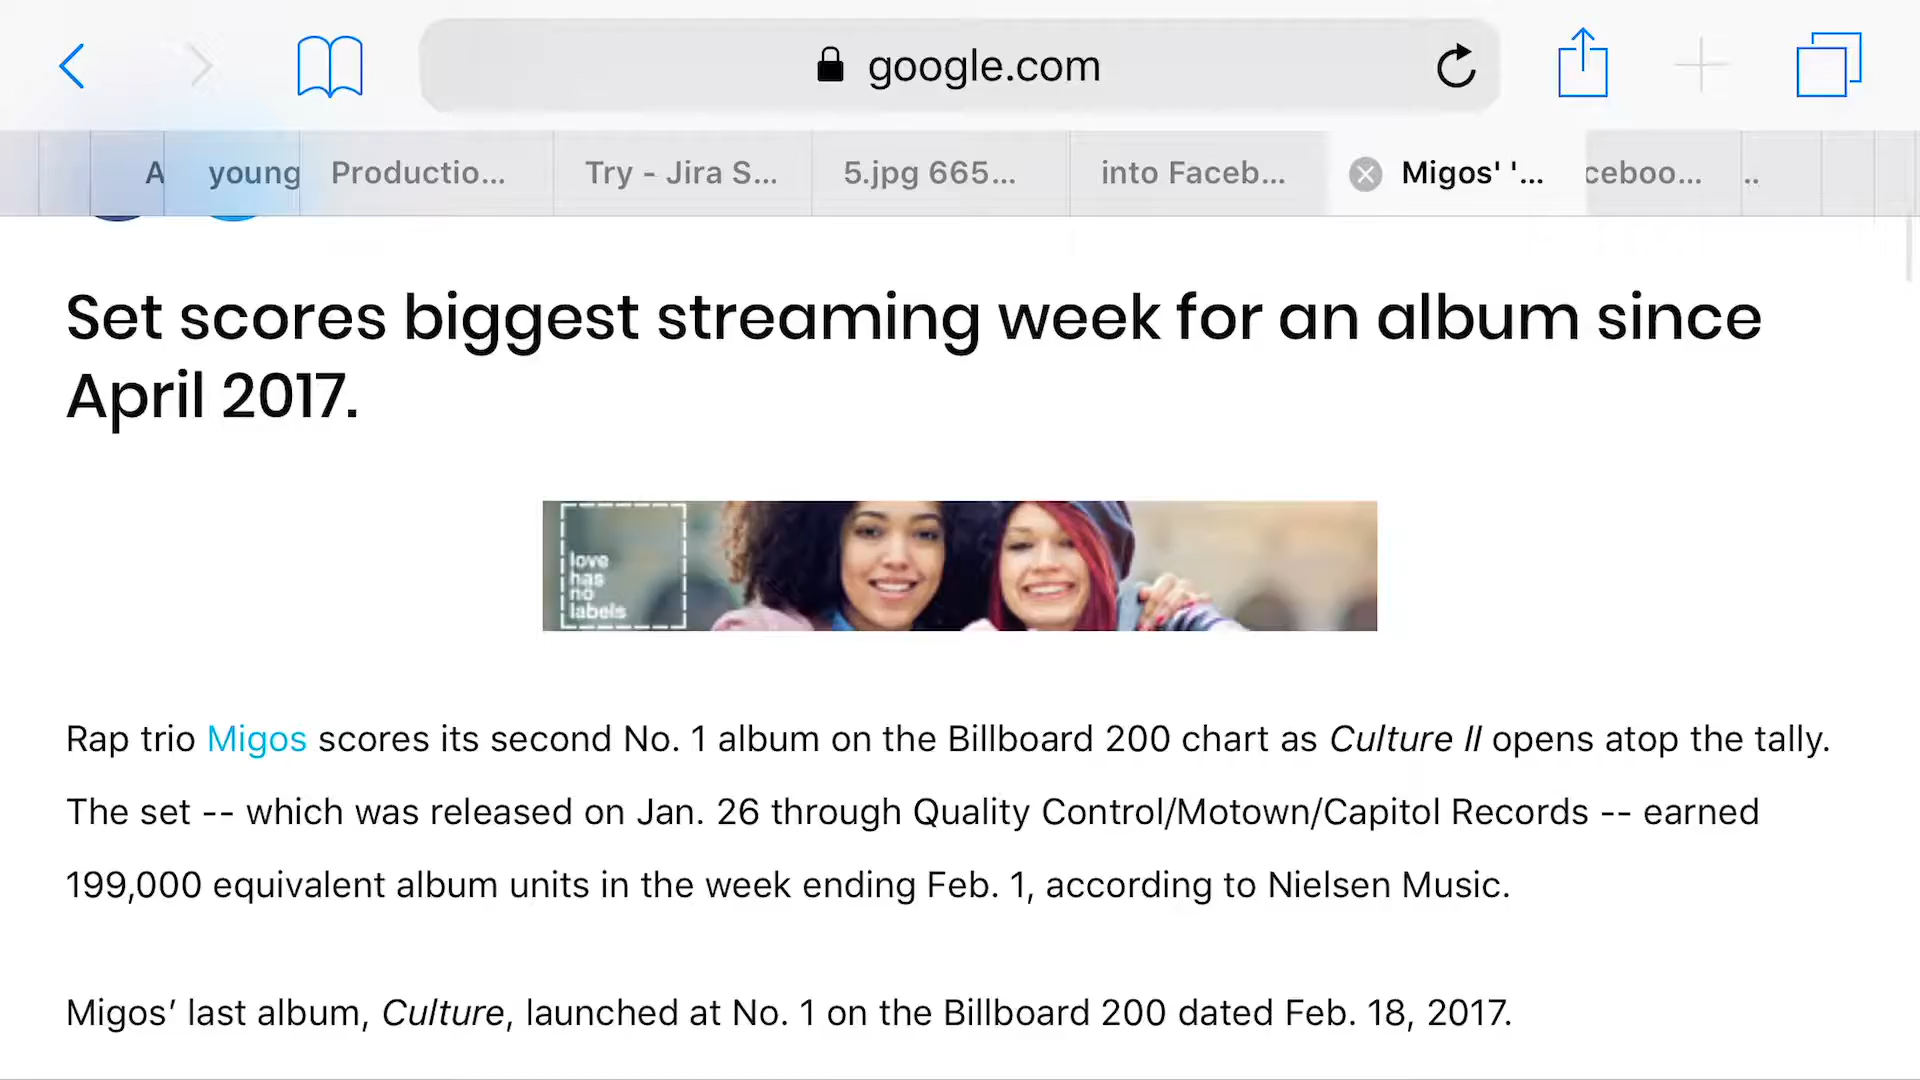 google.com
A
young
Productio...
Try - Jira S...
5.jpg 665...
into Faceb...
Migos' '...
ceboo...
..
Set scores biggest streaming week for an album since
April 2017.
love
has
no
labels
Rap trio Migos scores its second No. 1 album on the Billboard 200 chart as Culture II opens atop the tally.
The set -- which was released on Jan. 26 through Quality Control/Motown/Capitol Records -- earned
199,000 equivalent album units in the week ending Feb. 1, according to Nielsen Music.
Migos’ last album, Culture, launched at No. 1 on the Billboard 200 dated Feb. 18, 2017.